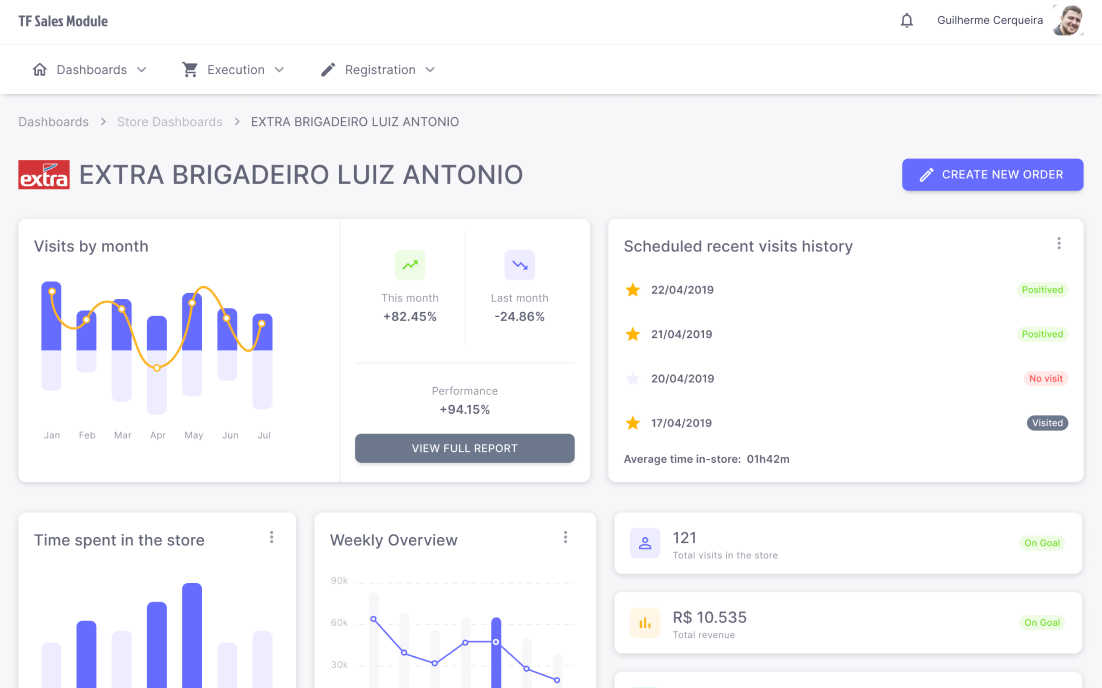 TF Sales Module
Guilherme Cerqueira
Dashboards
Execution
Registration
Dashboards > Store Dashboards > EXTRA BRIGADEIRO LUIZ ANTONIO
extra
EXTRA BRIGADEIRO LUIZ ANTONIO
CREATE NEW ORDER
Visits by month
Jan Feb Mar Apr May Jun Jul
This month
+82.45%
Last month
-24.86%
Performance
+94.15%
VIEW FULL REPORT
Scheduled recent visits history
22/04/2019 Positived
21/04/2019 Positived
20/04/2019 No visit
17/04/2019 Visited
Average time in-store: 01h42m
Time spent in the store
Weekly Overview
90k
60k
30k
121
Total visits in the store
On Goal
R$ 10.535
Total revenue
On Goal